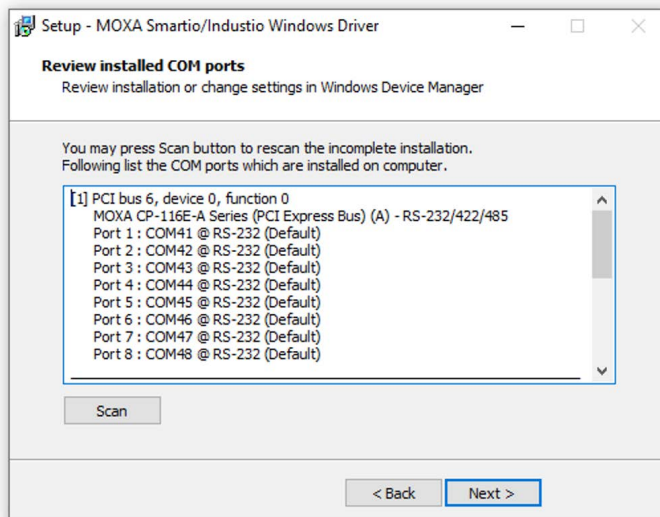 Setup - MOXA Smartio/Industio Windows Driver
Review installed COM ports
Review installation or change settings in Windows Device Manager
You may press Scan button to rescan the incomplete installation.
Following list the COM ports which are installed on computer.
[1] PCI bus 6, device 0, function 0
MOXA CP-116E-A Series (PCI Express Bus) (A) - RS-232/422/485
Port 1 : COM41 @ RS-232 (Default)
Port 2 : COM42 @ RS-232 (Default)
Port 3 : COM43 @ RS-232 (Default)
Port 4 : COM44 @ RS-232 (Default)
Port 5 : COM45 @ RS-232 (Default)
Port 6 : COM46 @ RS-232 (Default)
Port 7 : COM47 @ RS-232 (Default)
Port 8 : COM48 @ RS-232 (Default)
Scan
< Back Next >